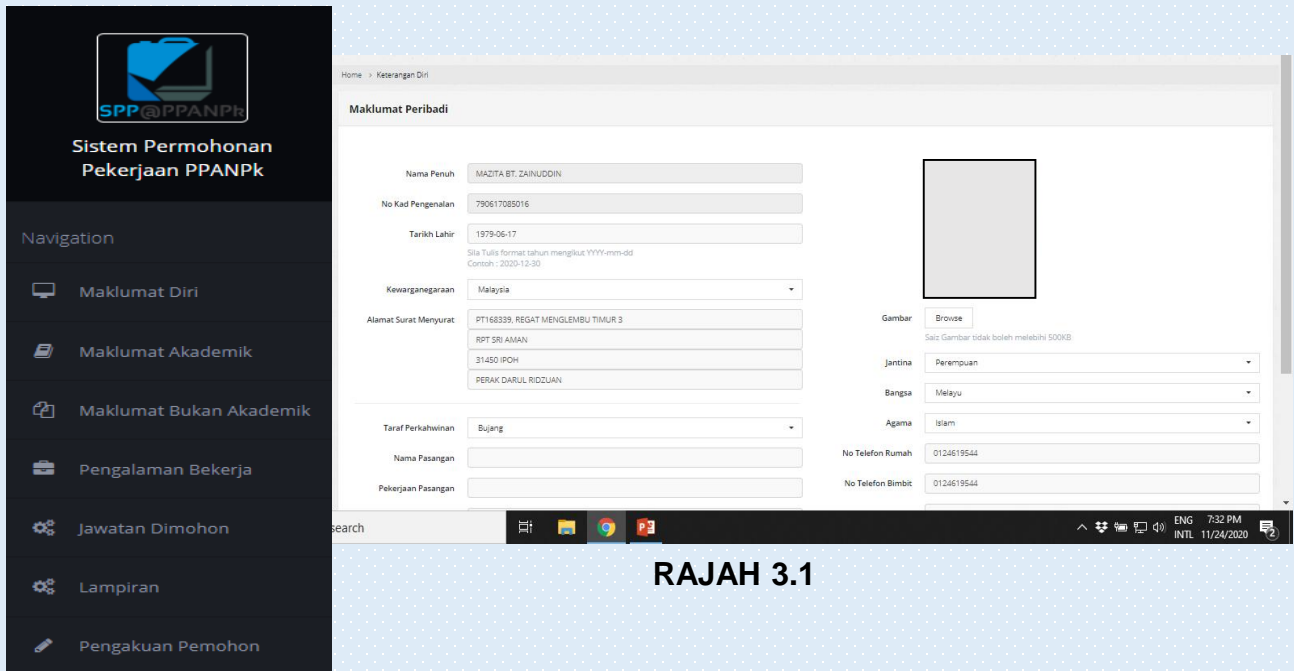 SPP@PPANPk
Sistem Permohonan
Pekerjaan PPANPk
Navigation
Maklumat Diri
Maklumat Akademik
Maklumat Bukan Akademik
Pengalaman Bekerja
Jawatan Dimohon
Lampiran
Pengakuan Pemohon
Home > Keterangan Diri
Maklumat Peribadi
Nama Penuh MAZITA BT. ZAINUDDIN
No Kad Pengenalan 790617085016
Tarikh Lahir 1979-06-17
Sila Tulis format tahun mengikut YYYY-mm-dd
Contoh : 2020-12-30
Kewarganegaraan Malaysia
Alamat Surat Menyurat PT168339, REGAT MENGLEMBU TIMUR 3
RPT SRI AMAN
31450 IPOH
PERAK DARUL RIDZUAN
Taraf Perkahwinan Bujang
Nama Pasangan
Pekerjaan Pasangan
Gambar Browse
Saiz Gambar tidak boleh melebihi 500KB
Jantina Perempuan
Bangsa Melayu
Agama Islam
No Telefon Rumah 0124619544
No Telefon Bimbit 0124619544
search
ENG 7:32 PM
INTL 11/24/2020
2
RAJAH 3.1